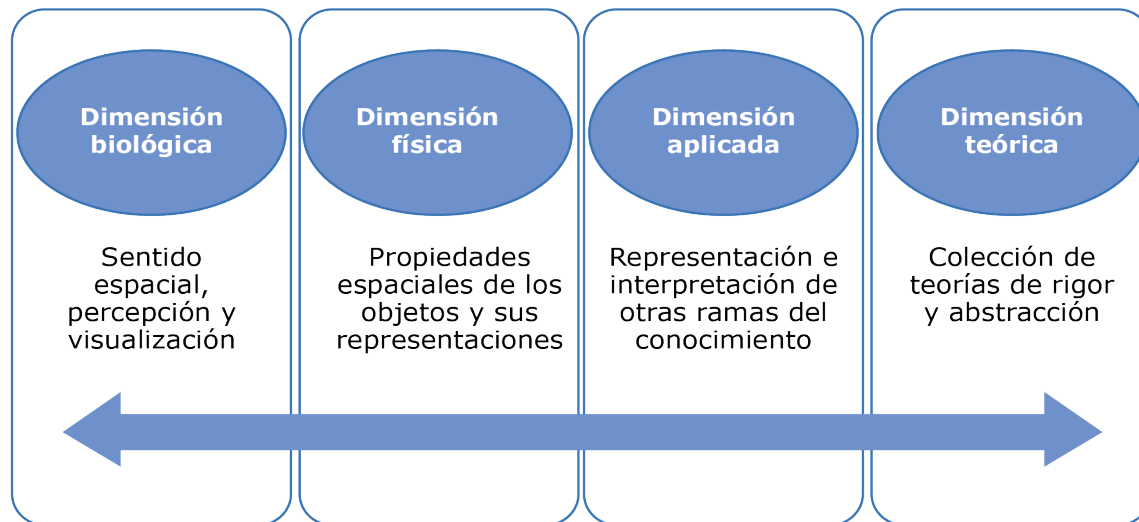 Dimensión
biológica
Sentido
espacial,
percepción y
visualización
Dimensión
física
Propiedades
espaciales de los
objetos y sus
representaciones
Dimensión
aplicada
Representación e
interpretación de
otras ramas del
conocimiento
Dimensión
teórica
Colección de
teorías de rigor
y abstracción